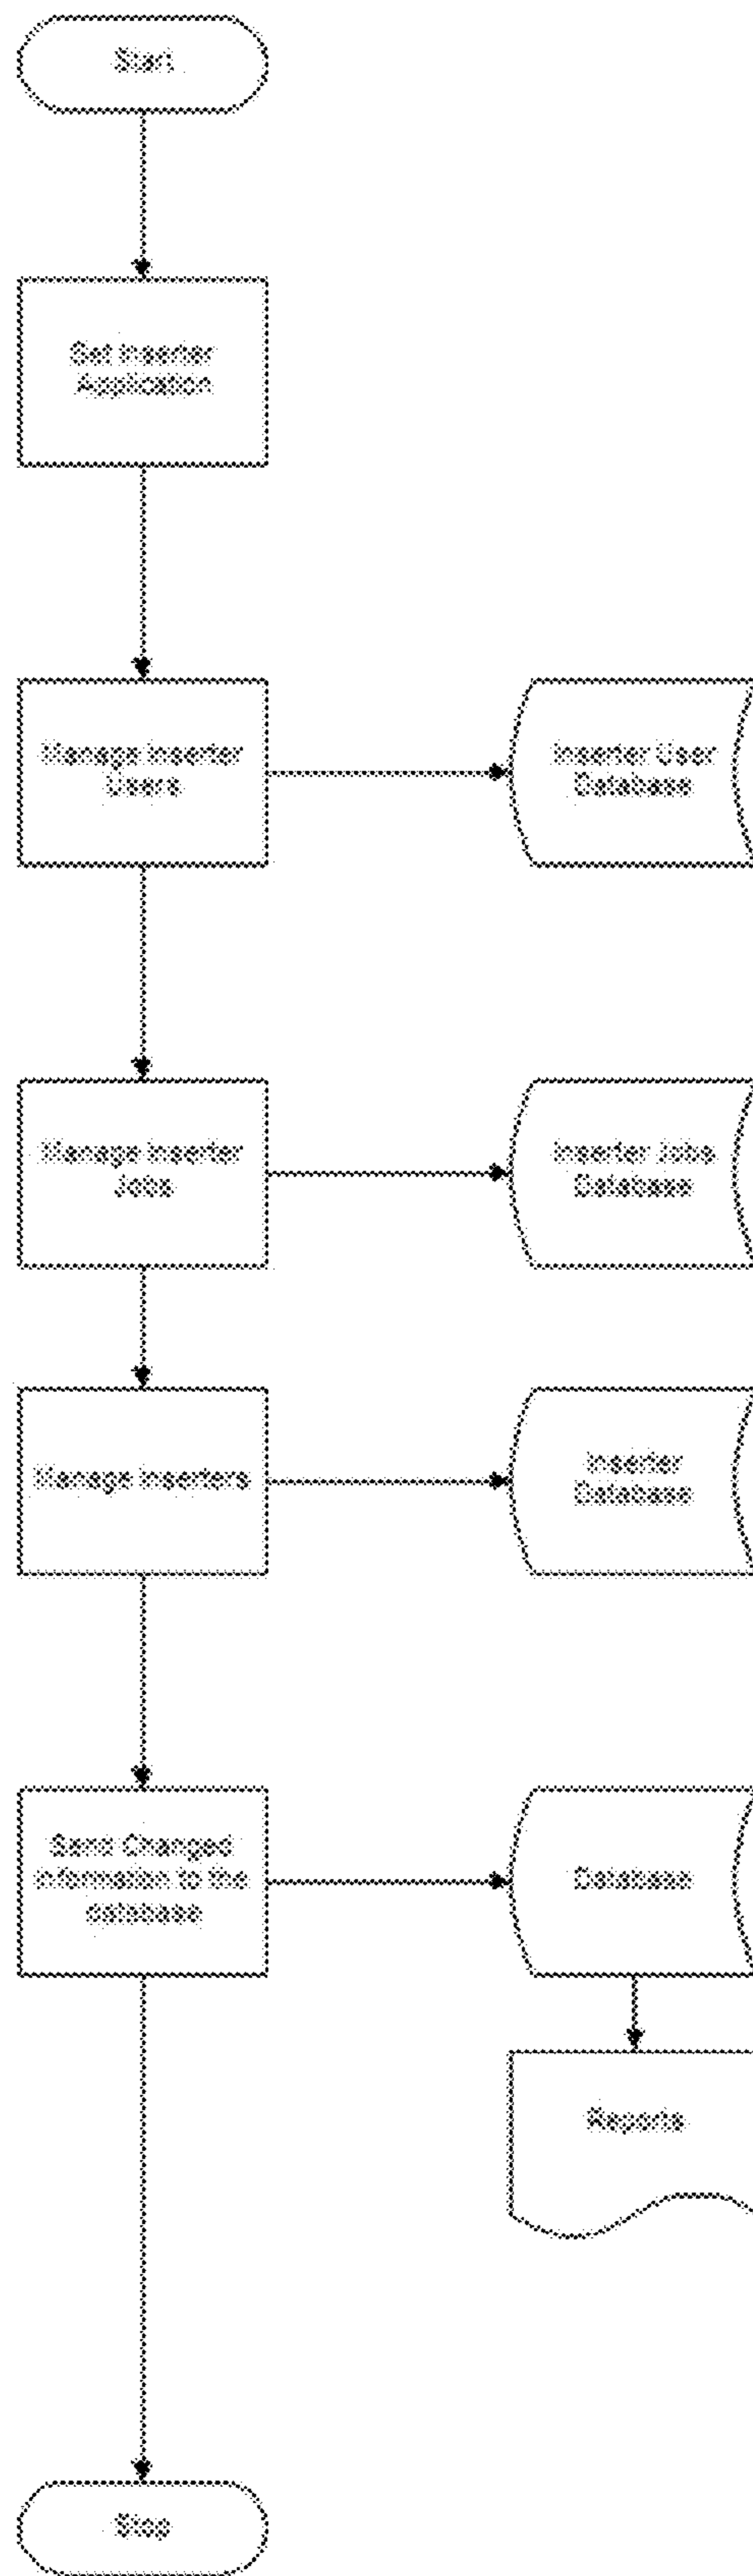 Start
Get Inserter
Application
Manage Inserter
Users
Inserter User
Database
Manage Inserter
Jobs
Inserter Jobs
Database
Manage Inserters
Inserter
Database
Send Changed
information to the
database
Database
Reports
Stop